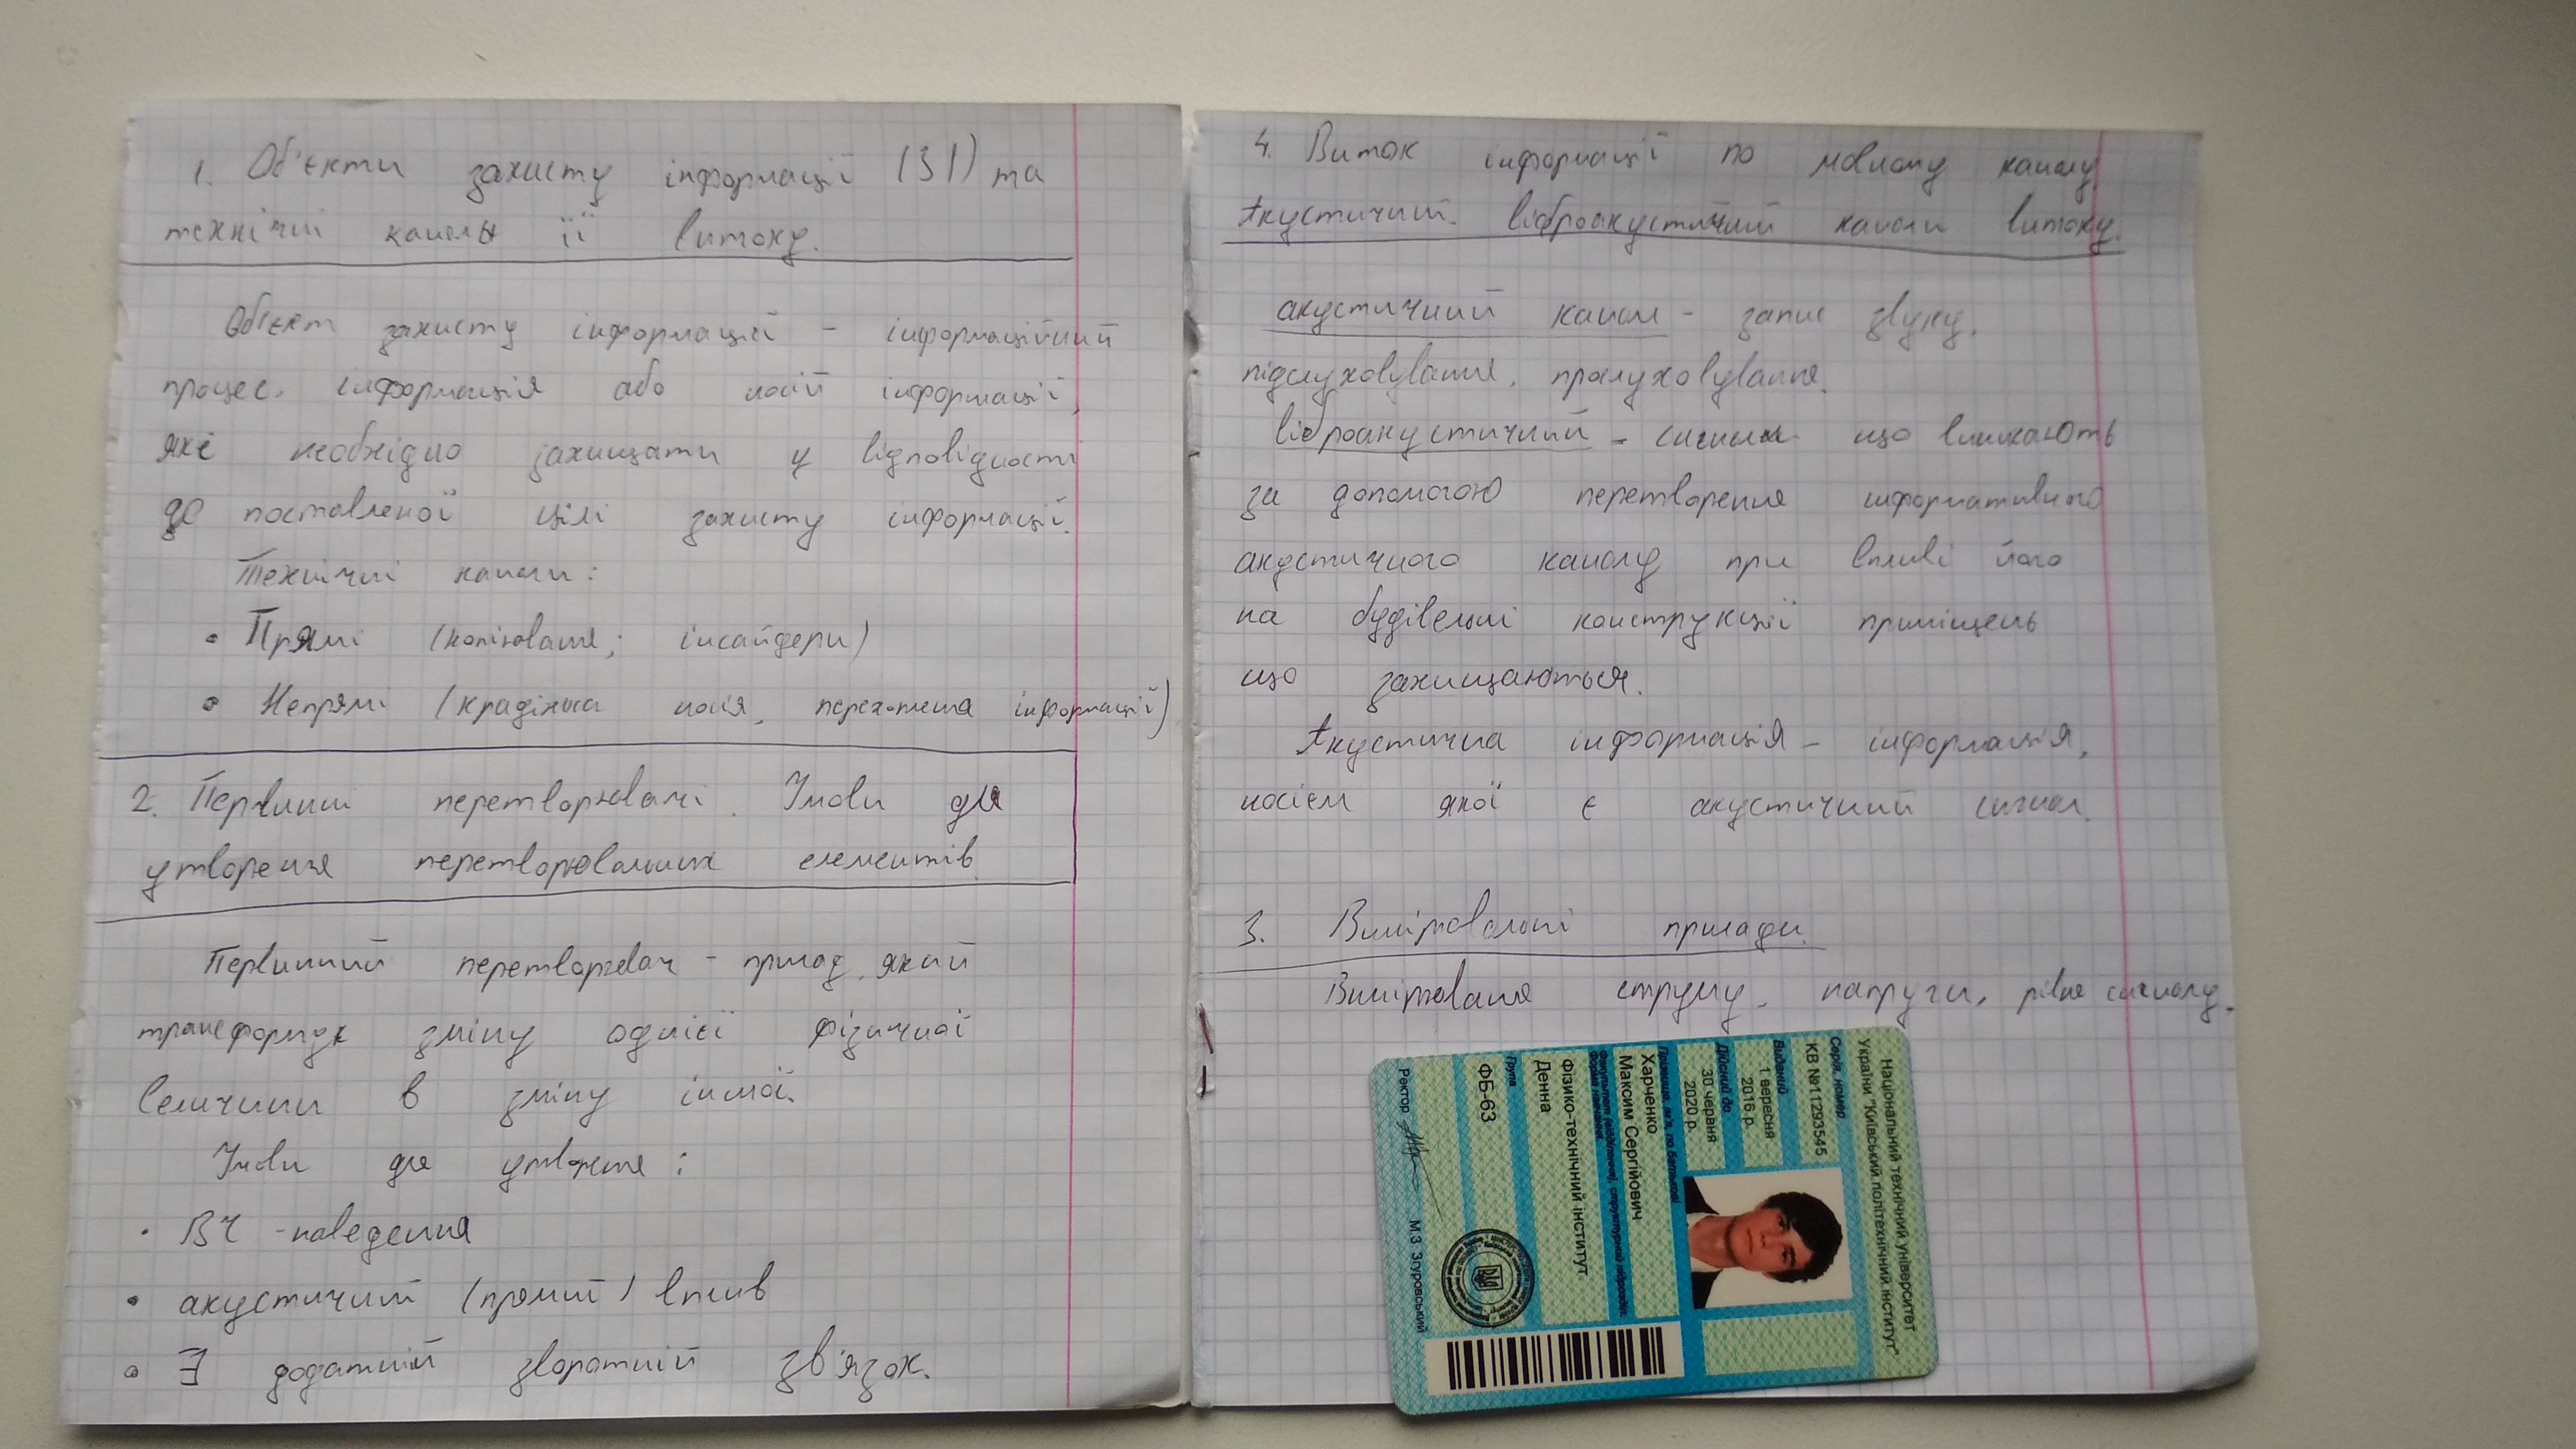 1. Об'єкти захисту інформації (ЗІ) та
технічні канали її витоку.
Об'єкт захисту інформації - інформаційний
процес, інформація або носій інформації,
які необхідно захищати у відповідності
до поставленої цілі захисту інформації.
Технічні канали:
• Прямі (копіювання; інсайдери)
• Непрямі (крадіжка носія, перехоплення інформації)
2. Первинні перетворювачі. Умови для
утворення перетворювальних елементів.
Первинний перетворювач - прилад, який
трансформує зміну однієї фізичної
величини в зміну іншої.
Умови для утворення:
• ВЧ-наведення
• акустичний (прямий) вплив
• ∃ додатній зворотній зв'язок.
4. Виток інформації по мовному каналу.
Акустичний. віброакустичний канали витоку.
акустичний канал - запис звуку,
підслуховування, прослуховування.
віброакустичний - сигнали що виникають
за допомогою перетворення інформативного
акустичного каналу при впливі його
на будівельні конструкції приміщень
що захищаються.
Акустична інформація - інформація,
носієм якої є акустичний сигнал.
3. Вимірювальні прилади.
Вимірювання струму, напруги, рівня сигналу.
Національний технічний університет
України "Київський політехнічний інститут"
Серія, номер
КВ №11293545
Виданий
1 вересня
2016 р.
Дійсний до
30 червня
2020 р.
Прізвище, ім'я, по батькові
Харченко
Максим Сергійович
Факультет (відділення), структурний підрозділ,
форма навчання
Фізико-технічний інститут
Денна
Група
ФБ-63
Ректор М.З Згуровський